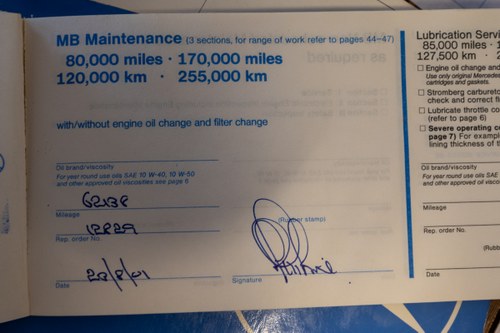 MB Maintenance (3 sections, for range of work refer to pages 44–47)
80,000 miles · 170,000 miles
120,000 km · 255,000 km
with/without engine oil change and filter change
Oil brand/viscosity
For year round use oils SAE 10 W-40, 10 W-50
and other approved oil viscosities see page 6
Mileage
Rep. order No.
(Rubber stamp)
Date
Signature
Lubrication Servi
85,000 miles ·
127,500 km · 2
Engine oil change and
Use only original Mercedes
cartridges and gaskets.
Stromberg carbureto
check and correct fl
Lubricate throttle co
(refer to page 6)
Severe operating co
page 7) For example
lining thickness of th
Oil brand/viscosity
For year round use oils SAE
and other approved oil visc
Mileage
Rep. order No.
(Rubb
Date